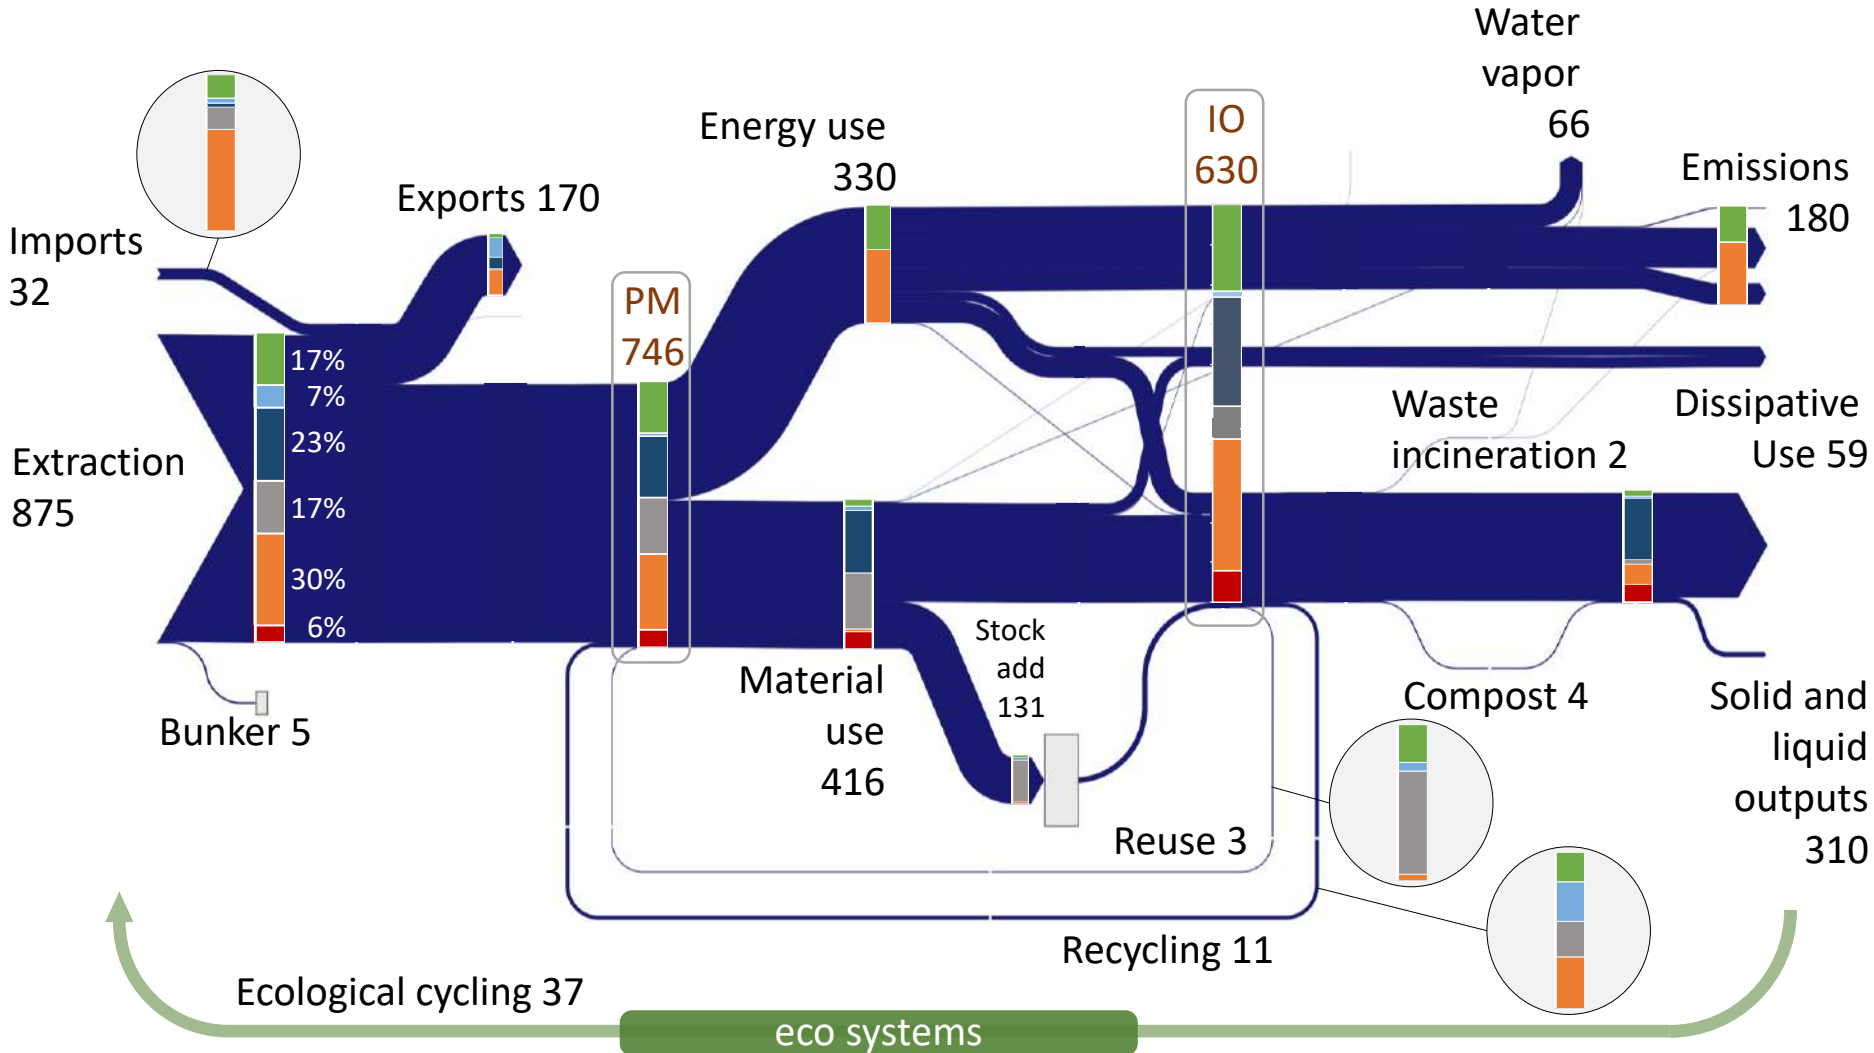 Water
vapor
66
IO
630
Energy use
330
Emissions
180
Exports 170
Imports
32
PM
746
17%
7%
23%
17%
30%
6%
Extraction
875
Waste
incineration 2
Dissipative
Use 59
Stock
add
131
Material
use
416
Bunker 5
Compost 4
Solid and
liquid
outputs
310
Reuse 3
Recycling 11
Ecological cycling 37
eco systems